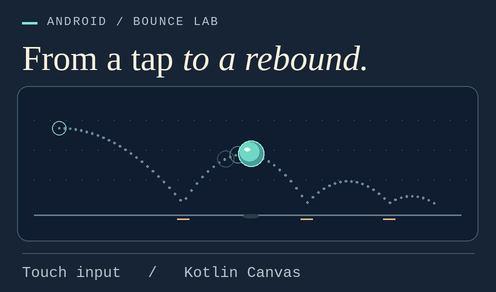 ANDROID / BOUNCE LAB
From a tap to a rebound.
Touch input / Kotlin Canvas